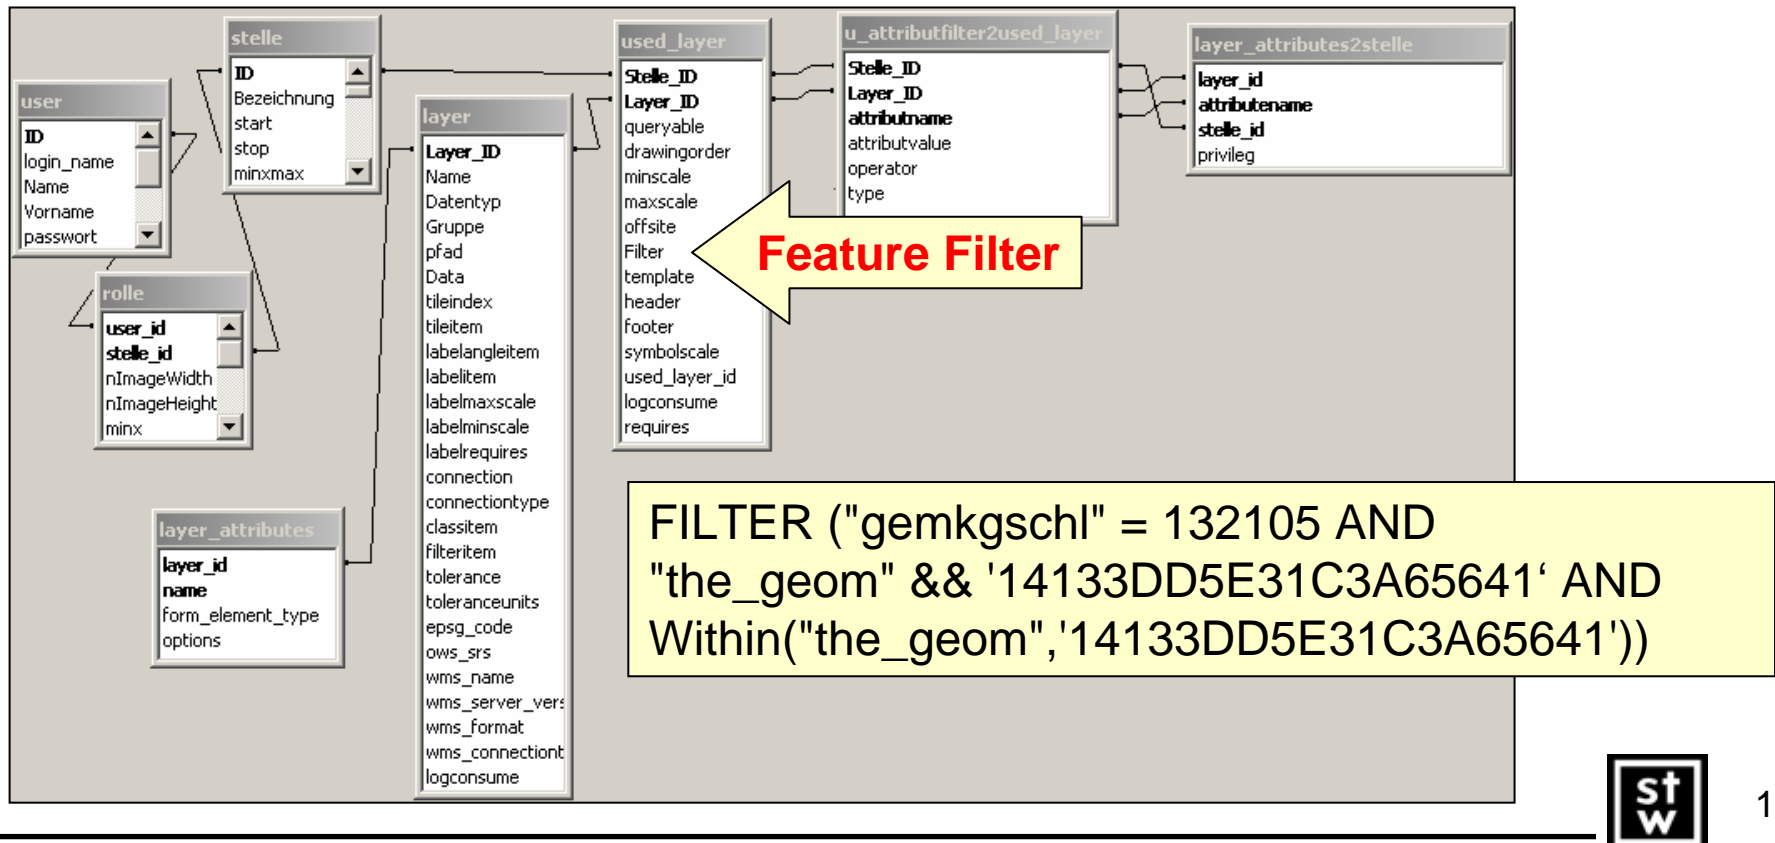 user
ID
login_name
Name
Vorname
passwort
stelle
ID
Bezeichnung
start
stop
minxmax
rolle
user_id
stelle_id
nImageWidth
nImageHeight
minx
layer_attributes
layer_id
name
form_element_type
options
layer
Layer_ID
Name
Datentyp
Gruppe
pfad
Data
tileindex
tileitem
labelangleitem
labelitem
labelmaxscale
labelminscale
labelrequires
connection
connectiontype
classitem
filteritem
tolerance
toleranceunits
epsg_code
ows_srs
wms_name
wms_server_vers
wms_format
wms_connectiont
logconsume
used_layer
Stelle_ID
Layer_ID
queryable
drawingorder
minscale
maxscale
offsite
Filter
template
header
footer
symbolscale
used_layer_id
logconsume
requires
u_attributfilter2used_layer
Stelle_ID
Layer_ID
attributname
attributvalue
operator
type
layer_attributes2stelle
layer_id
attributename
stelle_id
privileg
Feature Filter
FILTER ("gemkgschl" = 132105 AND
"the_geom" && '14133DD5E31C3A65641‘ AND
Within("the_geom",'14133DD5E31C3A65641'))
st
w
1